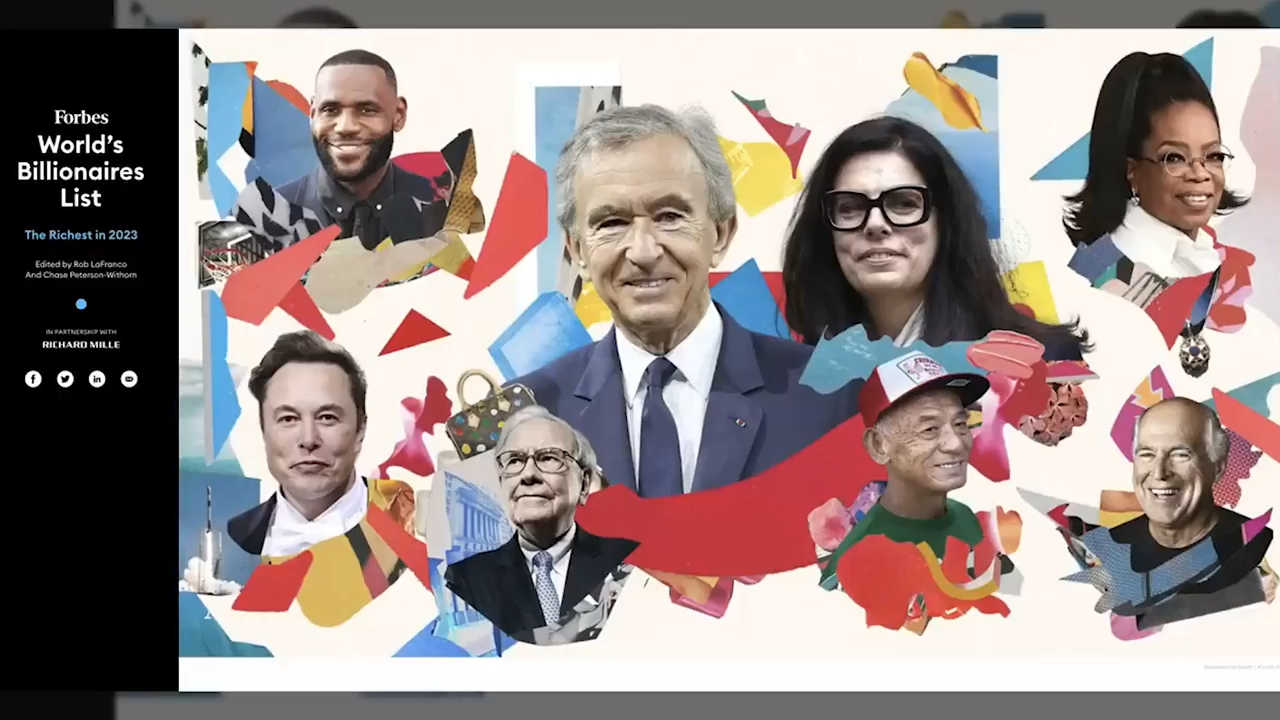 Forbes
World's
Billionaires
List
The Richest in 2023
Edited by Rob LaFranco
And Chase Peterson-Withorn
IN PARTNERSHIP WITH
RICHARD MILLE